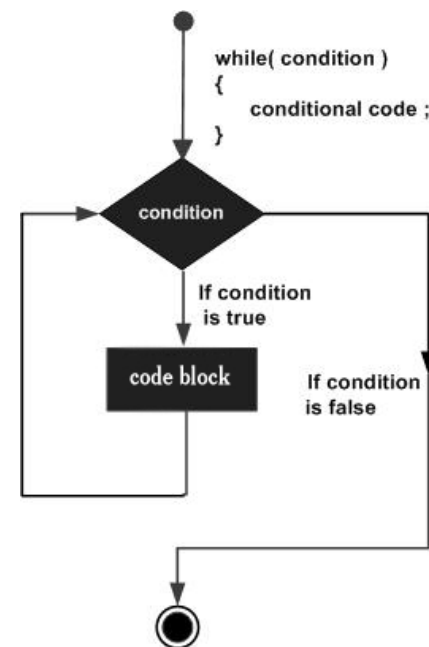 while( condition )
{
conditional code ;
}
condition
If condition
is true
code block
If condition
is false